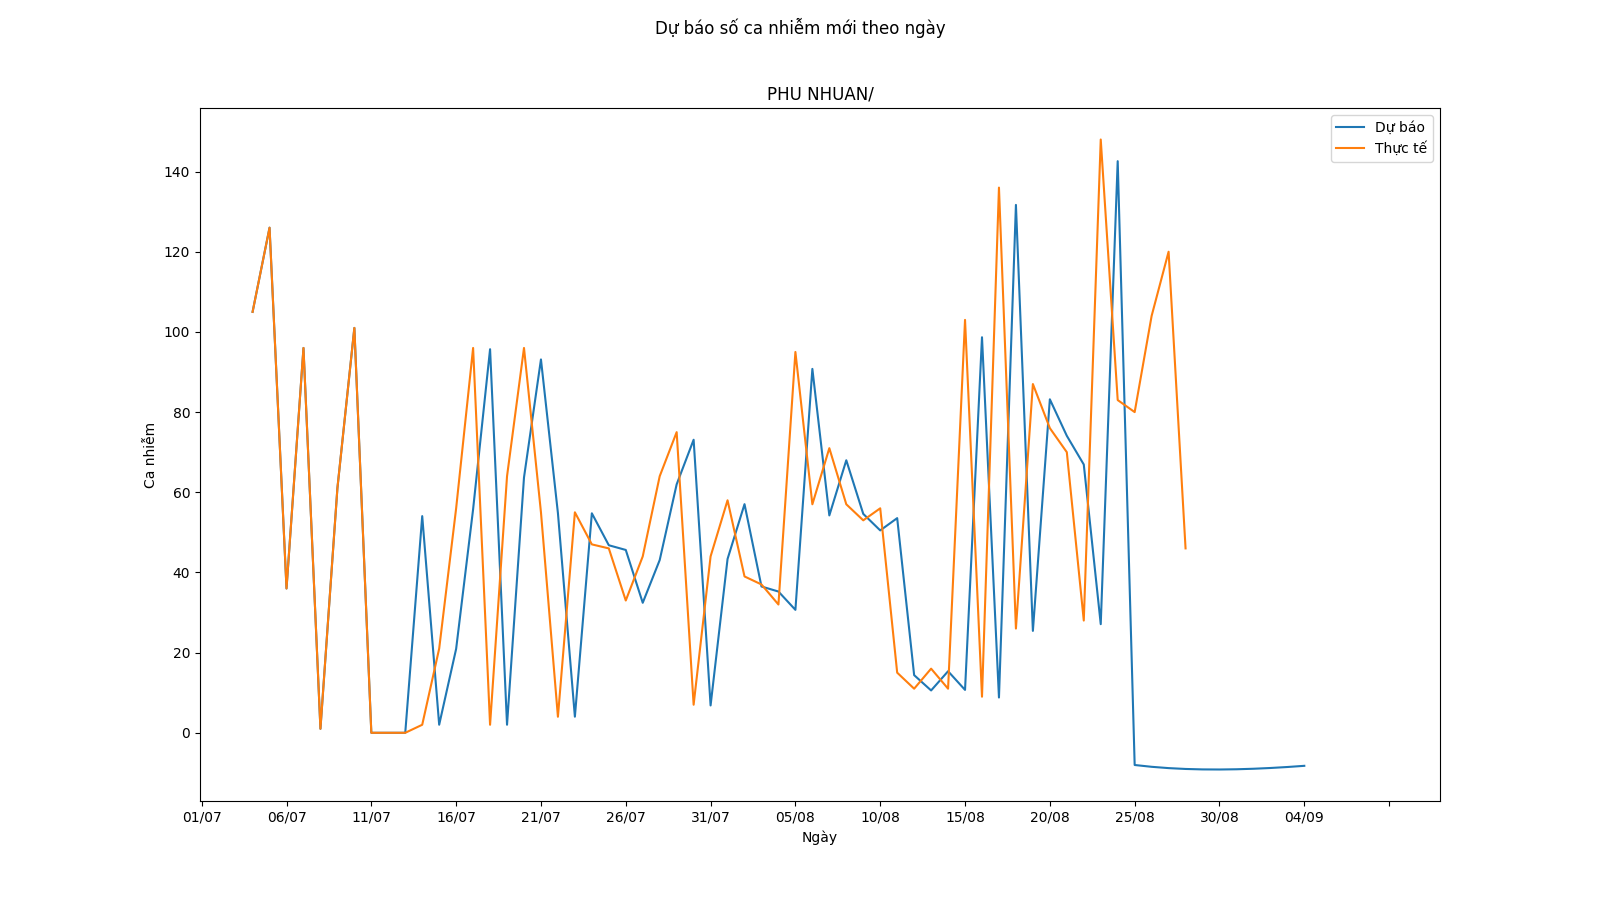 Dự báo số ca nhiễm mới theo ngày
PHU NHUAN/
Dự báo
Thực tế
140
120
100
80
60
40
20
0
Ca nhiễm
01/07 06/07 11/07 16/07 21/07 26/07 31/07 05/08 10/08 15/08 20/08 25/08 30/08 04/09
Ngày